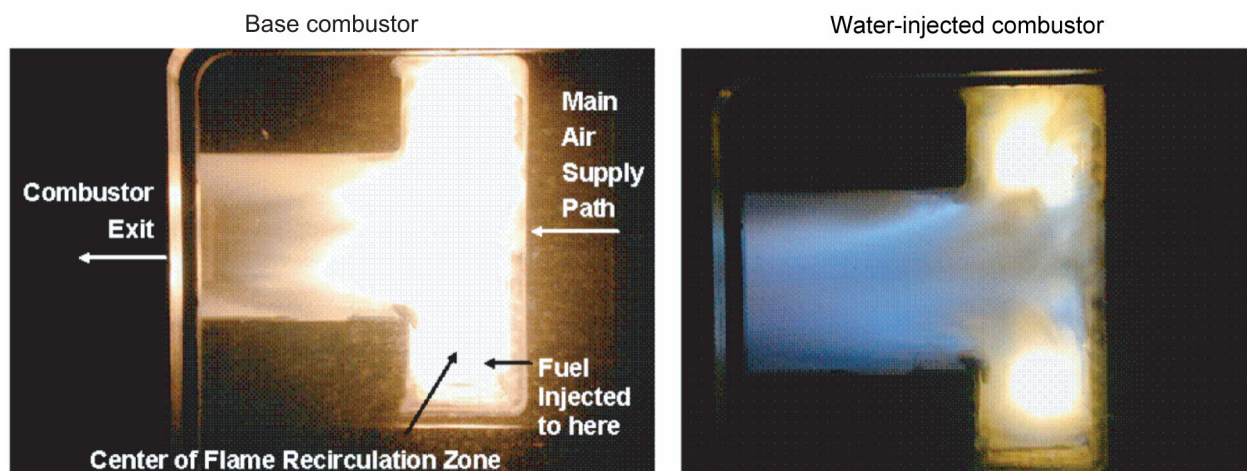 Base combustor
Water-injected combustor
Main
Air
Supply
Path
Combustor
Exit
Fuel
Injected
to here
Center of Flame Recirculation Zone